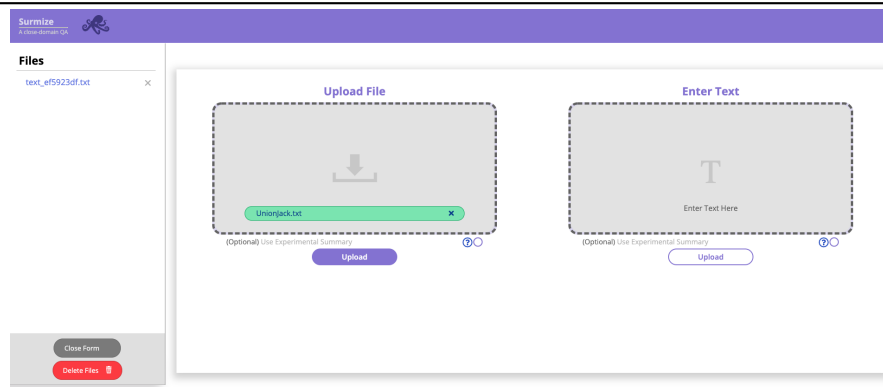 Surmize
A close-domain QA
Files
text_ef5923df.txt ×
Upload File
Unionjack.txt ×
(Optional) Use Experimental Summary ?
Upload
Enter Text
T
Enter Text Here
(Optional) Use Experimental Summary ?
Upload
Close Form
Delete Files